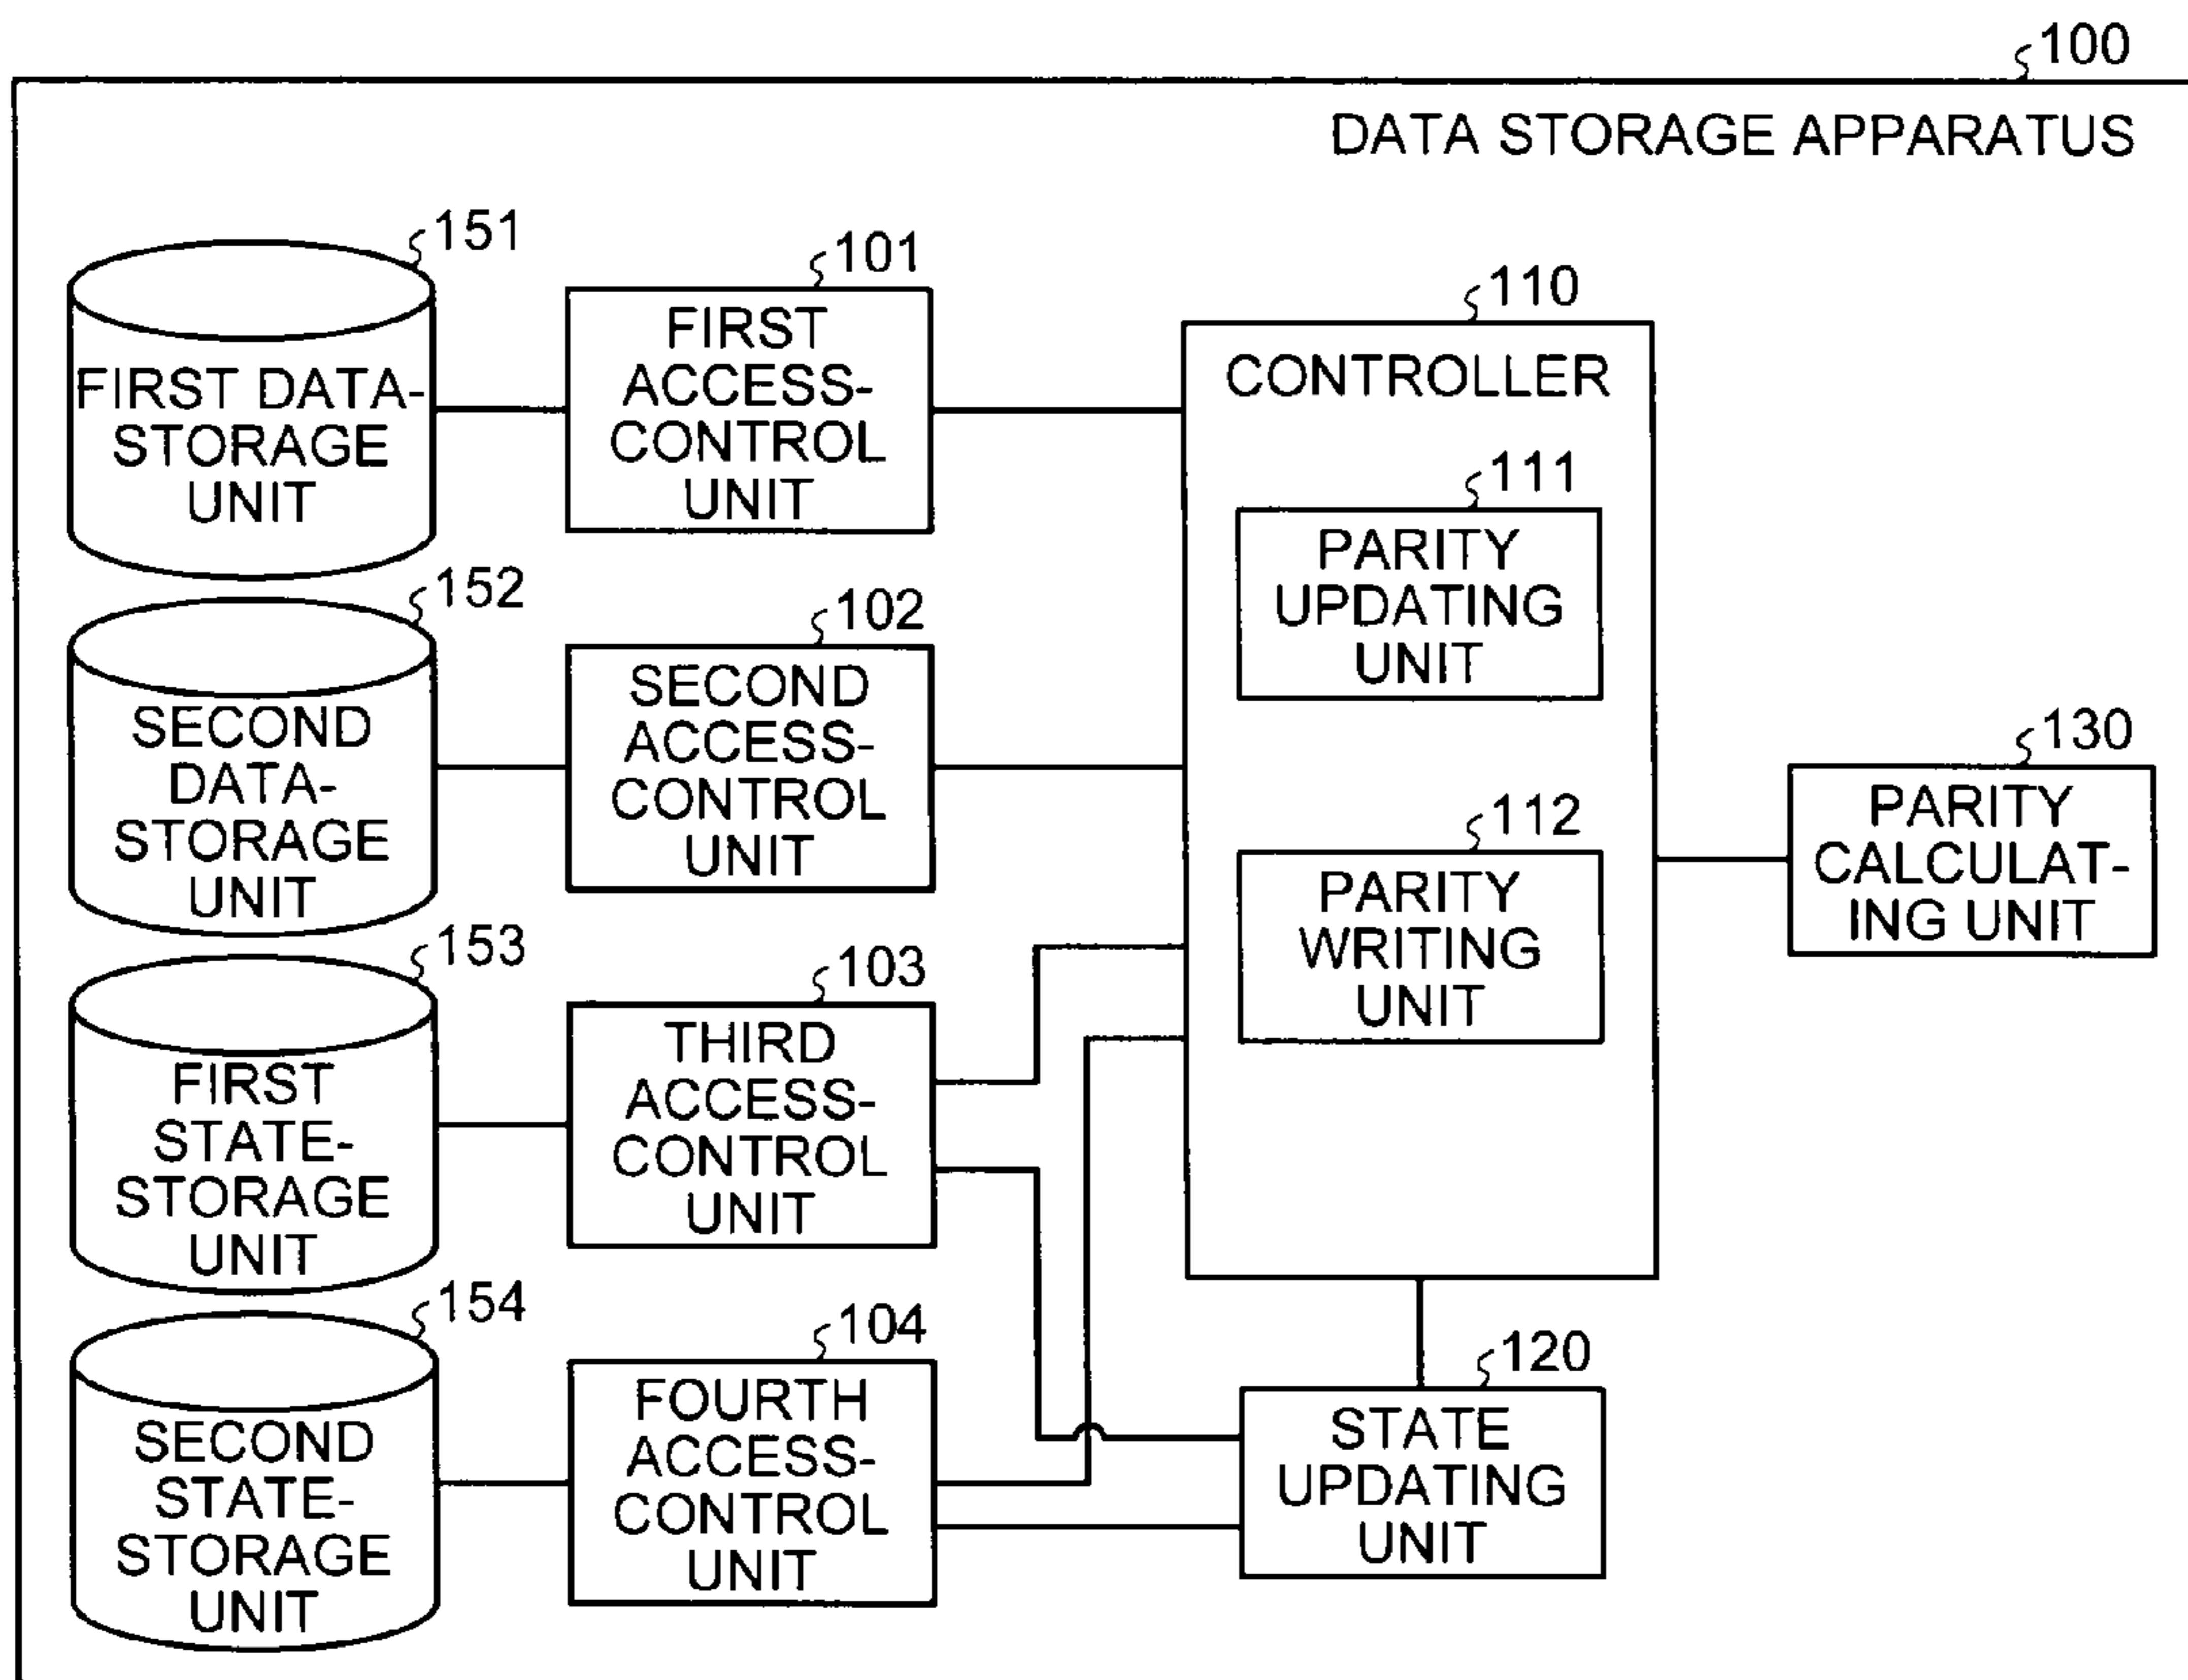 100
DATA STORAGE APPARATUS
151
FIRST DATA-
STORAGE
UNIT
101
FIRST
ACCESS-
CONTROL
UNIT
110
CONTROLLER
111
PARITY
UPDATING
UNIT
152
SECOND
DATA-
STORAGE
UNIT
102
SECOND
ACCESS-
CONTROL
UNIT
112
PARITY
WRITING
UNIT
130
PARITY
CALCULAT-
ING UNIT
153
FIRST
STATE-
STORAGE
UNIT
103
THIRD
ACCESS-
CONTROL
UNIT
154
SECOND
STATE-
STORAGE
UNIT
104
FOURTH
ACCESS-
CONTROL
UNIT
120
STATE
UPDATING
UNIT